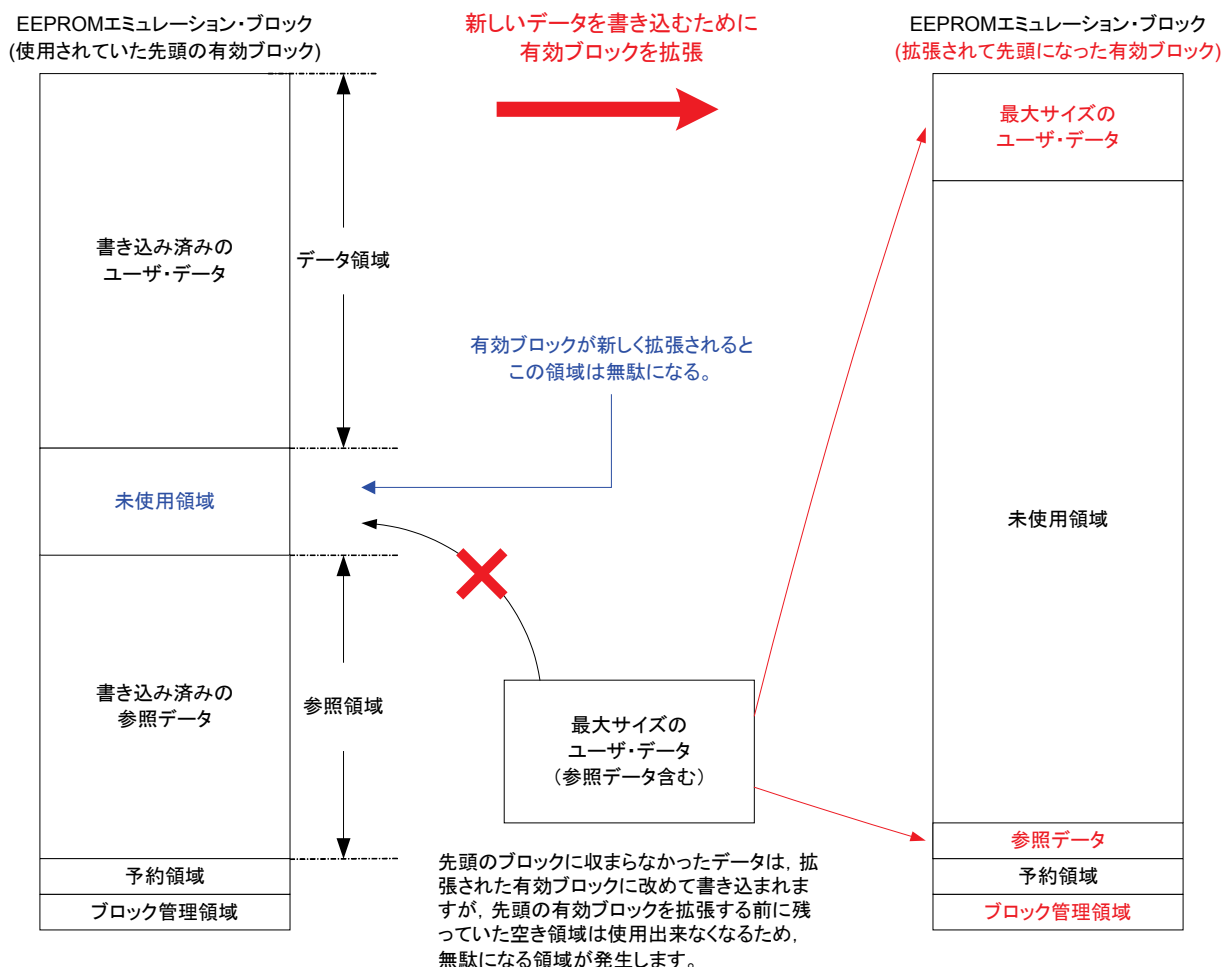 EEPROMエミュレーション・ブロック
(使用されていた先頭の有効ブロック)
新しいデータを書き込むために
有効ブロックを拡張
EEPROMエミュレーション・ブロック
(拡張されて先頭になった有効ブロック)
書き込み済みの
ユーザ・データ
データ領域
有効ブロックが新しく拡張されると
この領域は無駄になる。
未使用領域
書き込み済みの
参照データ
参照領域
予約領域
ブロック管理領域
最大サイズの
ユーザ・データ
(参照データ含む)
先頭のブロックに収まらなかったデータは，拡
張された有効ブロックに改めて書き込まれま
すが，先頭の有効ブロックを拡張する前に残
っていた空き領域は使用出来なくなるため，
無駄になる領域が発生します。
最大サイズの
ユーザ・データ
未使用領域
参照データ
予約領域
ブロック管理領域